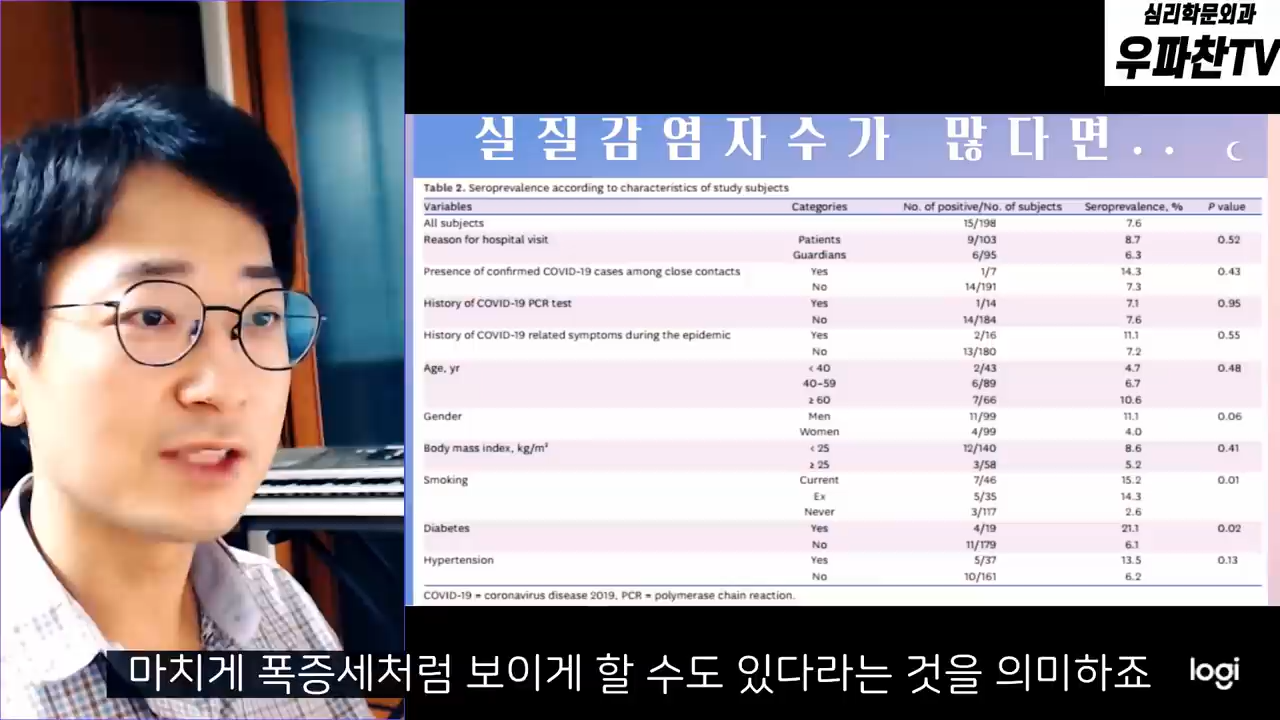 심리학문외과
우파찬TV
실질감염자수가 많다면..
Table 2. Seroprevalence according to characteristics of study subjects
Variables Categories No. of positive/No. of subjects Seroprevalence, % P value
All subjects 15/198 7.6
Reason for hospital visit Patients 9/103 8.7 0.52
Guardians 6/95 6.3
Presence of confirmed COVID-19 cases among close contacts Yes 1/7 14.3 0.43
No 14/191 7.3
History of COVID-19 PCR test Yes 1/14 7.1 0.95
No 14/184 7.6
History of COVID-19 related symptoms during the epidemic Yes 2/16 11.1 0.55
No 13/180 7.2
Age, yr < 40 2/43 4.7 0.48
40–59 6/89 6.7
≥ 60 7/66 10.6
Gender Men 11/99 11.1 0.06
Women 4/99 4.0
Body mass index, kg/m² < 25 12/140 8.6 0.41
≥ 25 3/58 5.2
Smoking Current 7/46 15.2 0.01
Ex 5/35 14.3
Never 3/117 2.6
Diabetes Yes 4/19 21.1 0.02
No 11/179 6.1
Hypertension Yes 5/37 13.5 0.13
No 10/161 6.2
COVID-19 = coronavirus disease 2019, PCR = polymerase chain reaction.
마치게 폭증세처럼 보이게 할 수도 있다라는 것을 의미하죠
logi